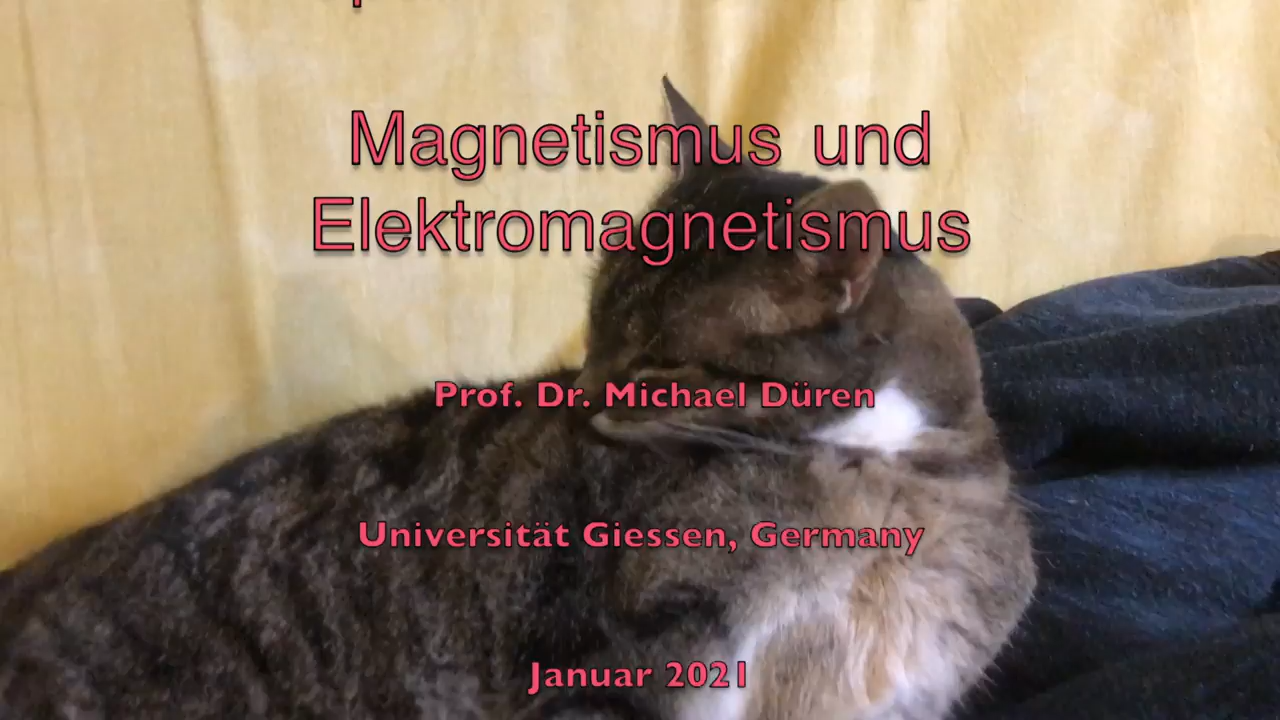 Magnetismus und
Elektromagnetismus
Prof. Dr. Michael Düren
Universität Giessen, Germany
Januar 2021